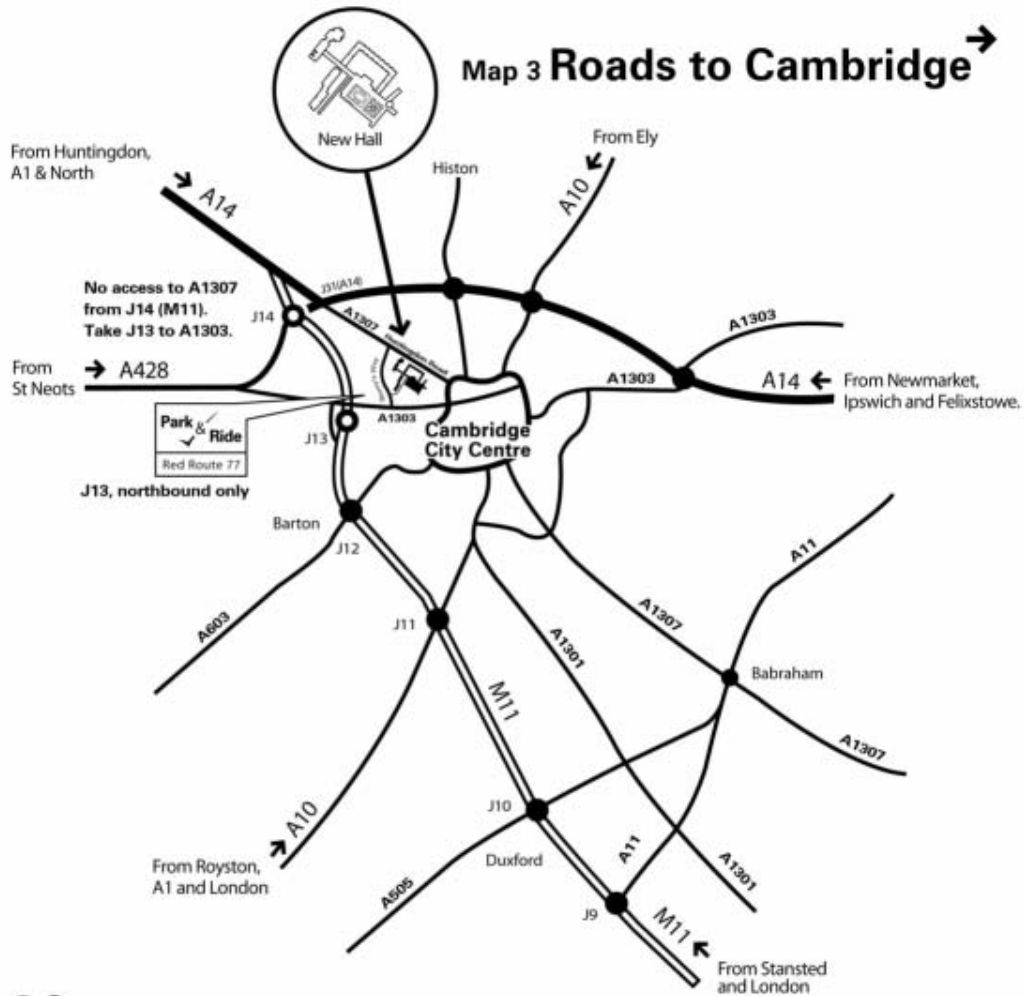 Map 3 Roads to Cambridge
New Hall
From Huntingdon,
A1 & North
A14
Histon
From Ely
A10
J31(A14)
No access to A1307
from J14 (M11).
Take J13 to A1303.
J14
A1307
Huntingdon Road
A1303
From
St Neots
A428
A1303
A14
From Newmarket,
Ipswich and Felixstowe.
Park
&
Ride
Red Route 77
A1303
J13
Cambridge
City Centre
J13, northbound only
Barton
J12
A11
A603
J11
A1307
A1301
Babraham
M11
A1307
A10
J10
Duxford
From Royston,
A1 and London
A505
A11
A1301
J9
M11
From Stansted
and London